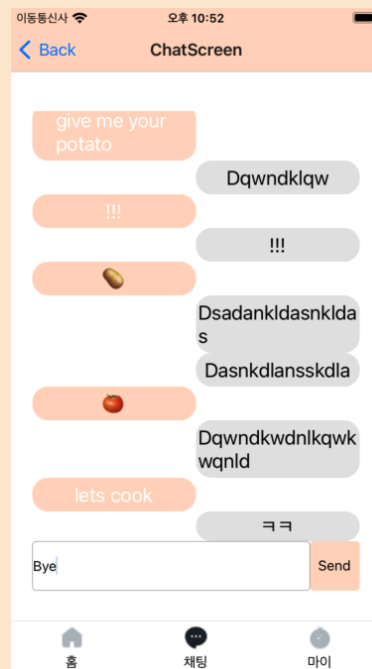 이동통신사 오후 10:52
Back ChatScreen
give me your
potato
Dqwndklqw
!!!
!!!
Dsadankldasnklda
s
Dasnkdlansskdla
Dqwndkwdnlkqwk
wqnld
lets cook
ㅋㅋ
Bye Send
홈 채팅 마이